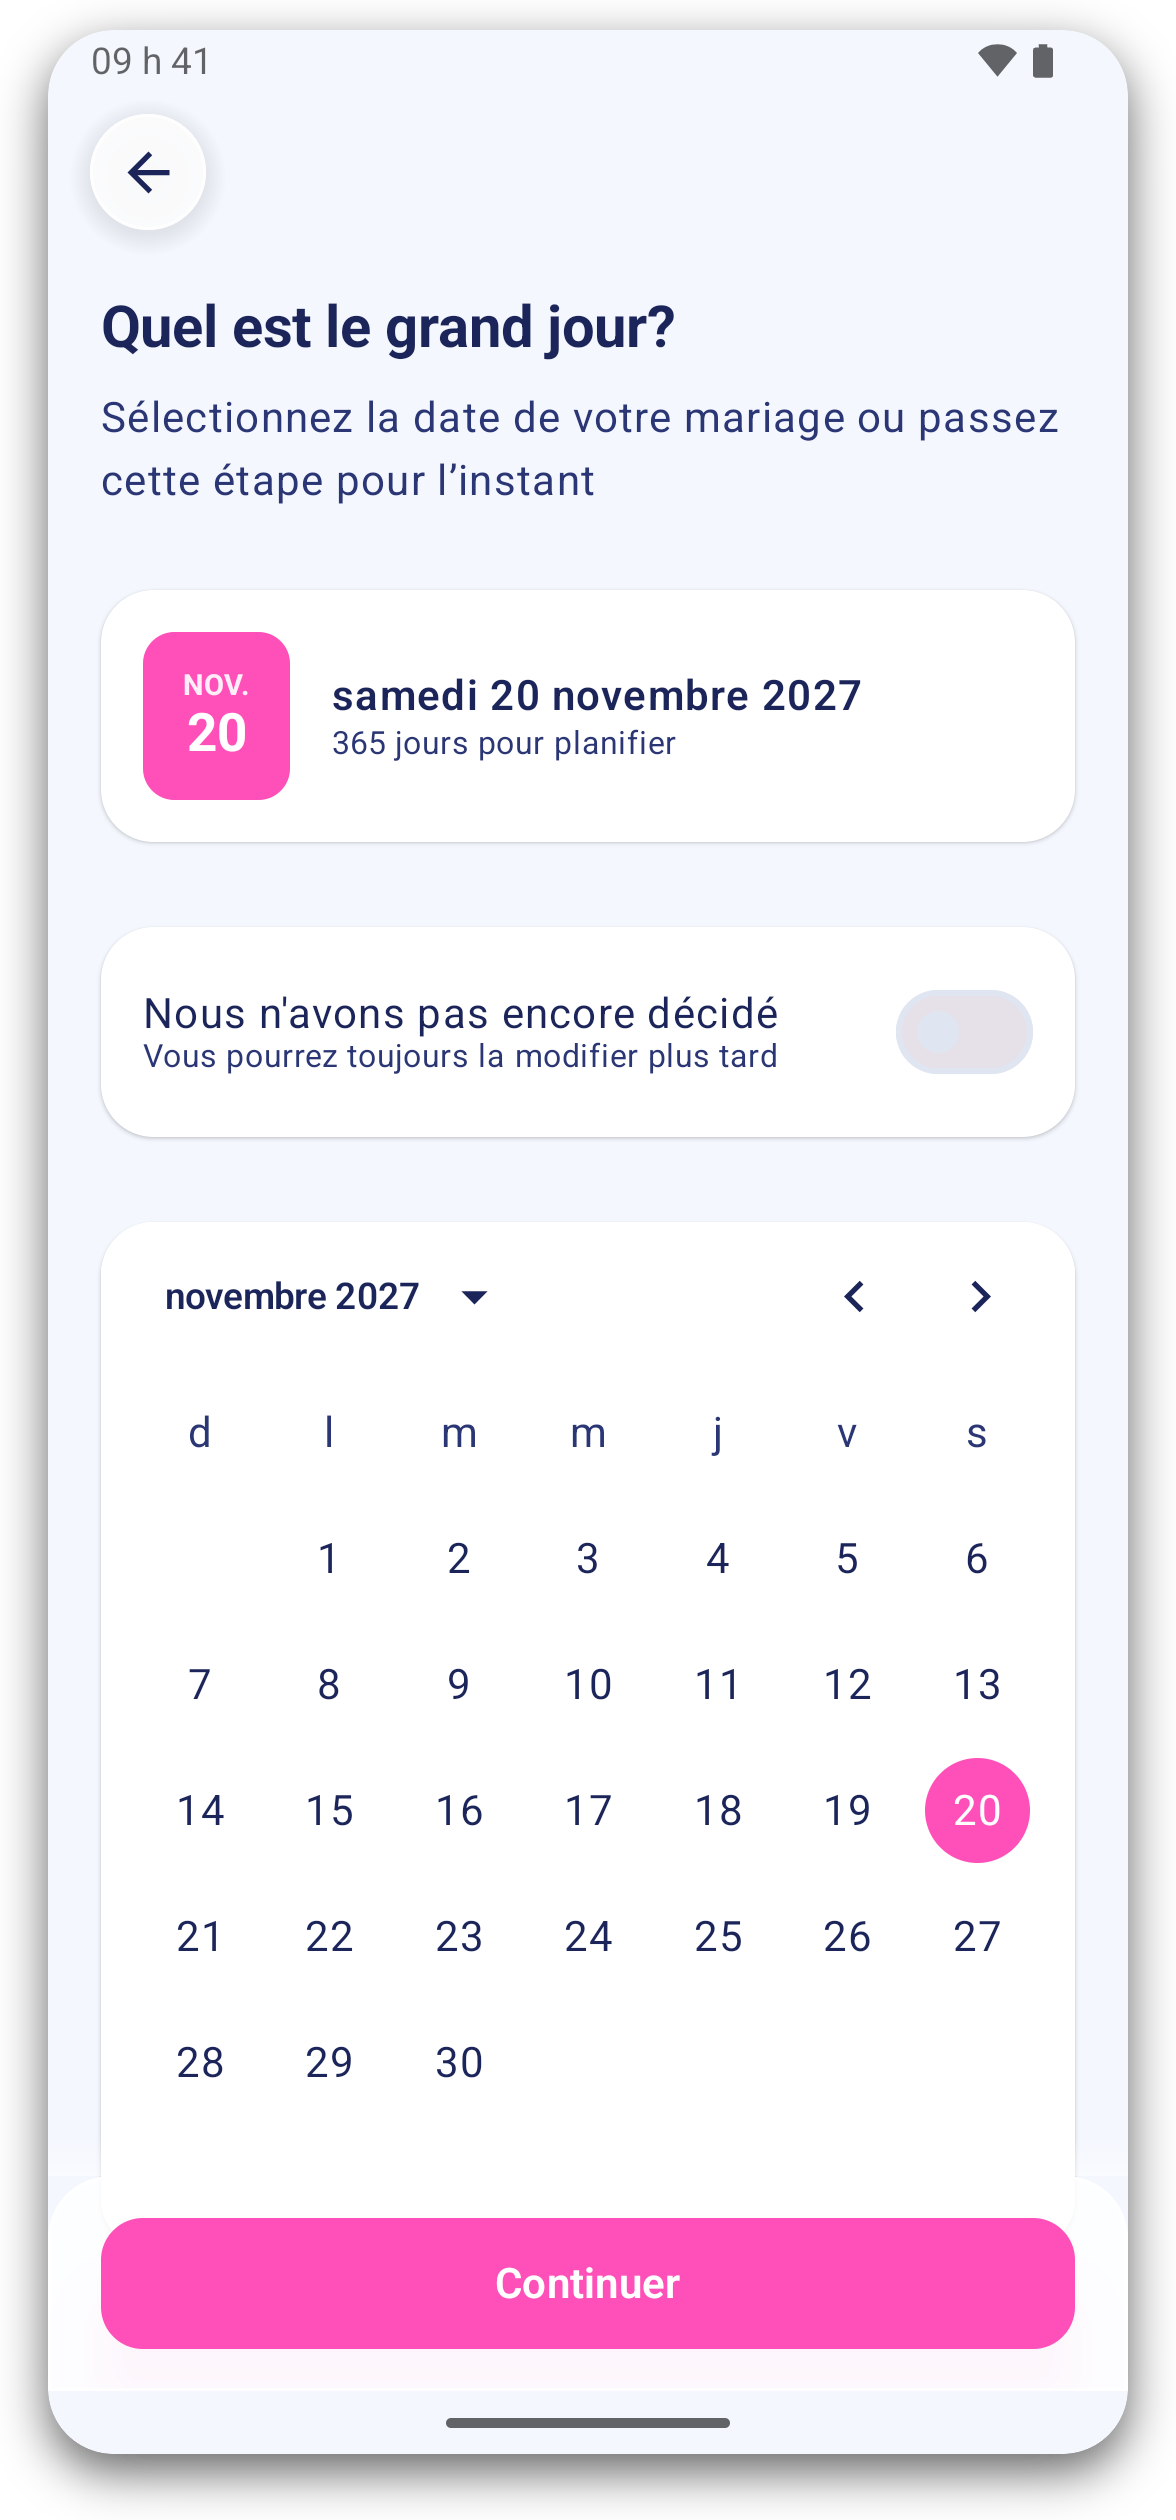 09 h 41
Quel est le grand jour?
Sélectionnez la date de votre mariage ou passez
cette étape pour l’instant
NOV.
20
samedi 20 novembre 2027
365 jours pour planifier
Nous n'avons pas encore décidé
Vous pourrez toujours la modifier plus tard
novembre 2027
d l m m j v s
1 2 3 4 5 6
7 8 9 10 11 12 13
14 15 16 17 18 19 20
21 22 23 24 25 26 27
28 29 30
Continuer